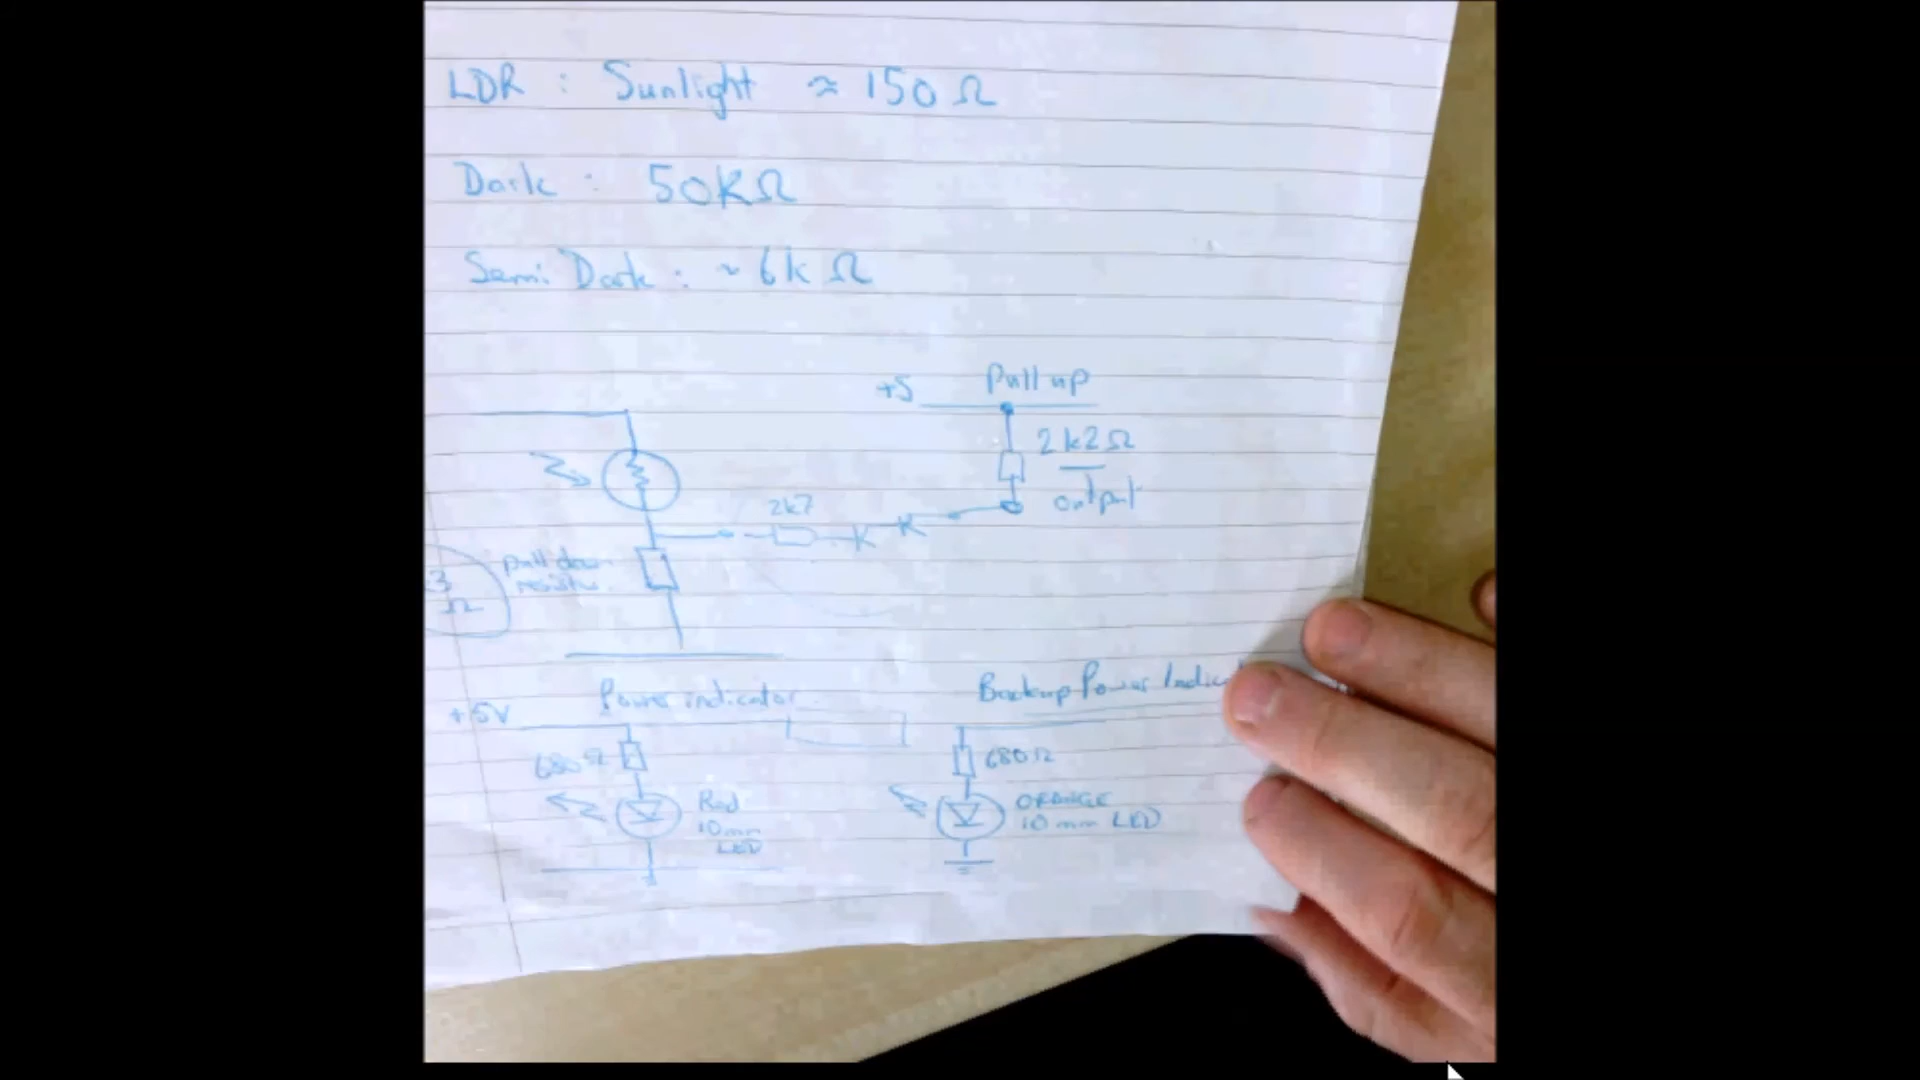 LDR : Sunlight ≈ 150 Ω
Dark : 50KΩ
Semi Dark : ~ 6k Ω
+5 Pull up
2k2Ω
output
2k7
pull down
resistor
3
Ω
Power indicator
+5V
680Ω
Red
10mm
LED
Backup Power Indic
680Ω
ORANGE
10mm LED